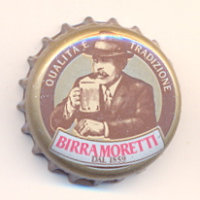 QUALITÀ E TRADIZIONE
BIRRA MORETTI
DAL 1859